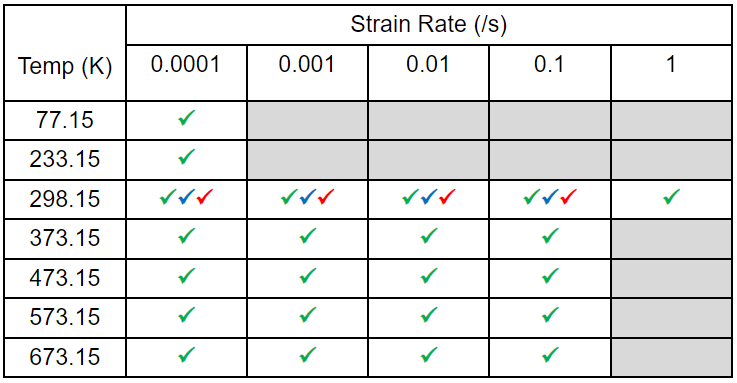 Strain Rate (/s)
Temp (K) 0.0001 0.001 0.01 0.1 1
77.15 ✓
233.15 ✓
298.15 ✓✓✓ ✓✓✓ ✓✓✓ ✓✓✓ ✓
373.15 ✓ ✓ ✓ ✓
473.15 ✓ ✓ ✓ ✓
573.15 ✓ ✓ ✓ ✓
673.15 ✓ ✓ ✓ ✓